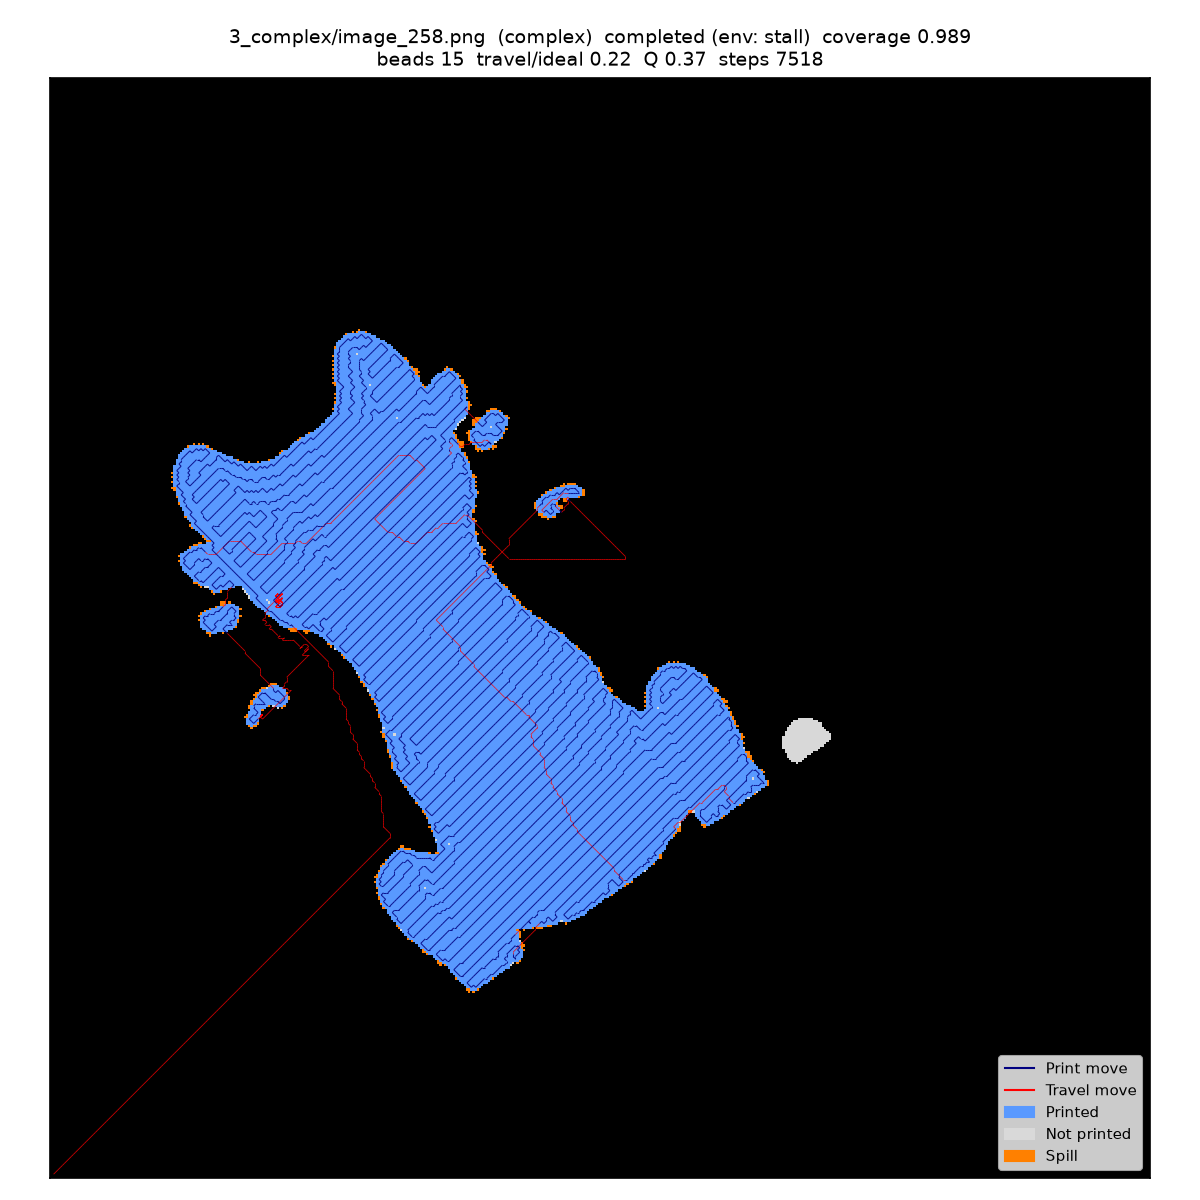 3_complex/image_258.png  (complex)  completed (env: stall)  coverage 0.989
beads 15  travel/ideal 0.22  Q 0.37  steps 7518
Print move
Travel move
Printed
Not printed
Spill